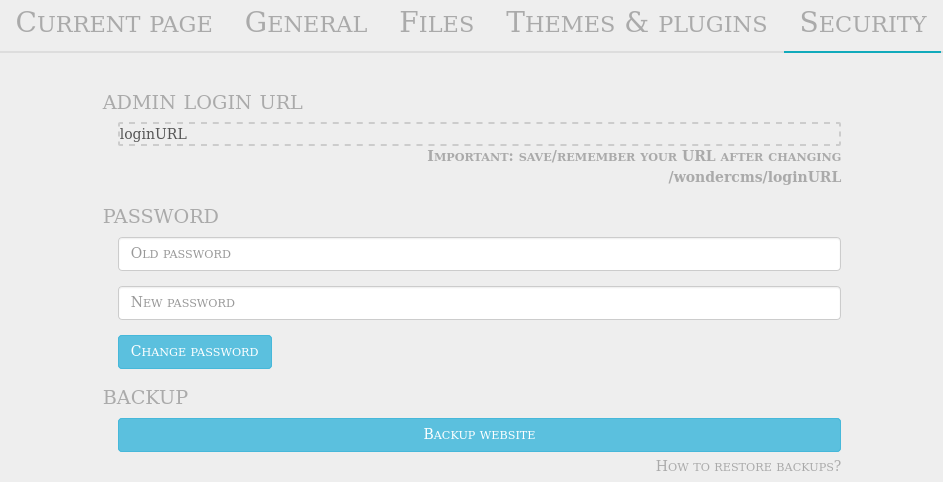 Current page General Files Themes & plugins Security
ADMIN LOGIN URL
loginURL
Important: save/remember your URL after changing
/wondercms/loginURL
PASSWORD
Old password
New password
Change password
BACKUP
Backup website
How to restore backups?